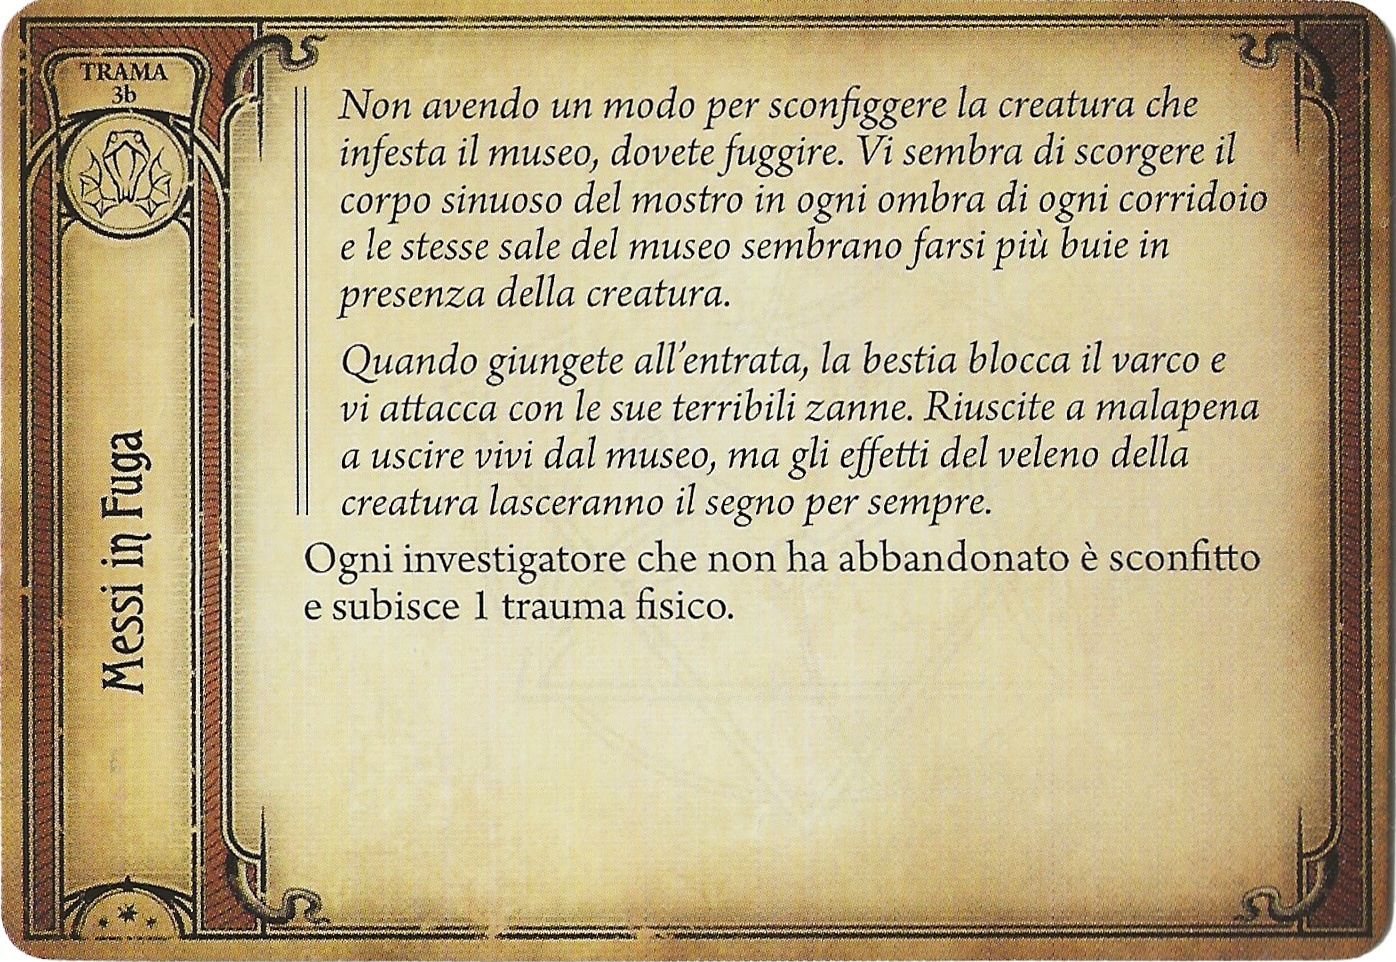 TRAMA
3b
Messi in Fuga
Non avendo un modo per sconfiggere la creatura che
infesta il museo, dovete fuggire. Vi sembra di scorgere il
corpo sinuoso del mostro in ogni ombra di ogni corridoio
e le stesse sale del museo sembrano farsi più buie in
presenza della creatura.
Quando giungete all'entrata, la bestia blocca il varco e
vi attacca con le sue terribili zanne. Riuscite a malapena
a uscire vivi dal museo, ma gli effetti del veleno della
creatura lasceranno il segno per sempre.
Ogni investigatore che non ha abbandonato è sconfitto
e subisce 1 trauma fisico.